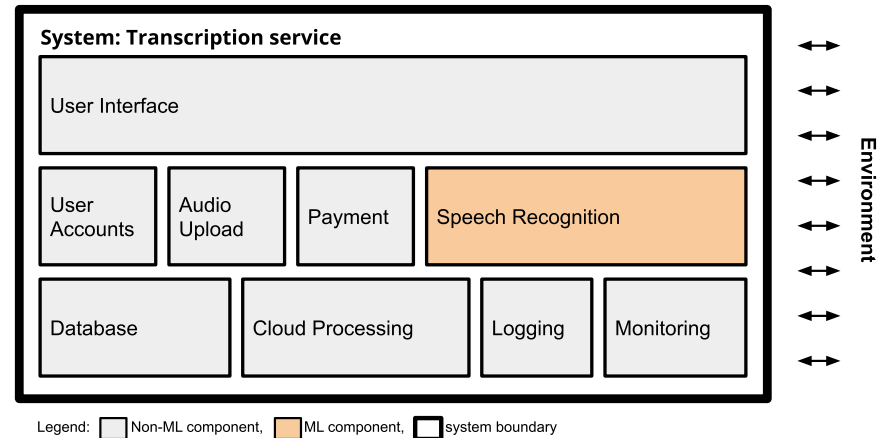 System: Transcription service
User Interface
User
Accounts
Audio
Upload
Payment
Speech Recognition
Database
Cloud Processing
Logging
Monitoring
Environment
Legend: Non-ML component, ML component, system boundary